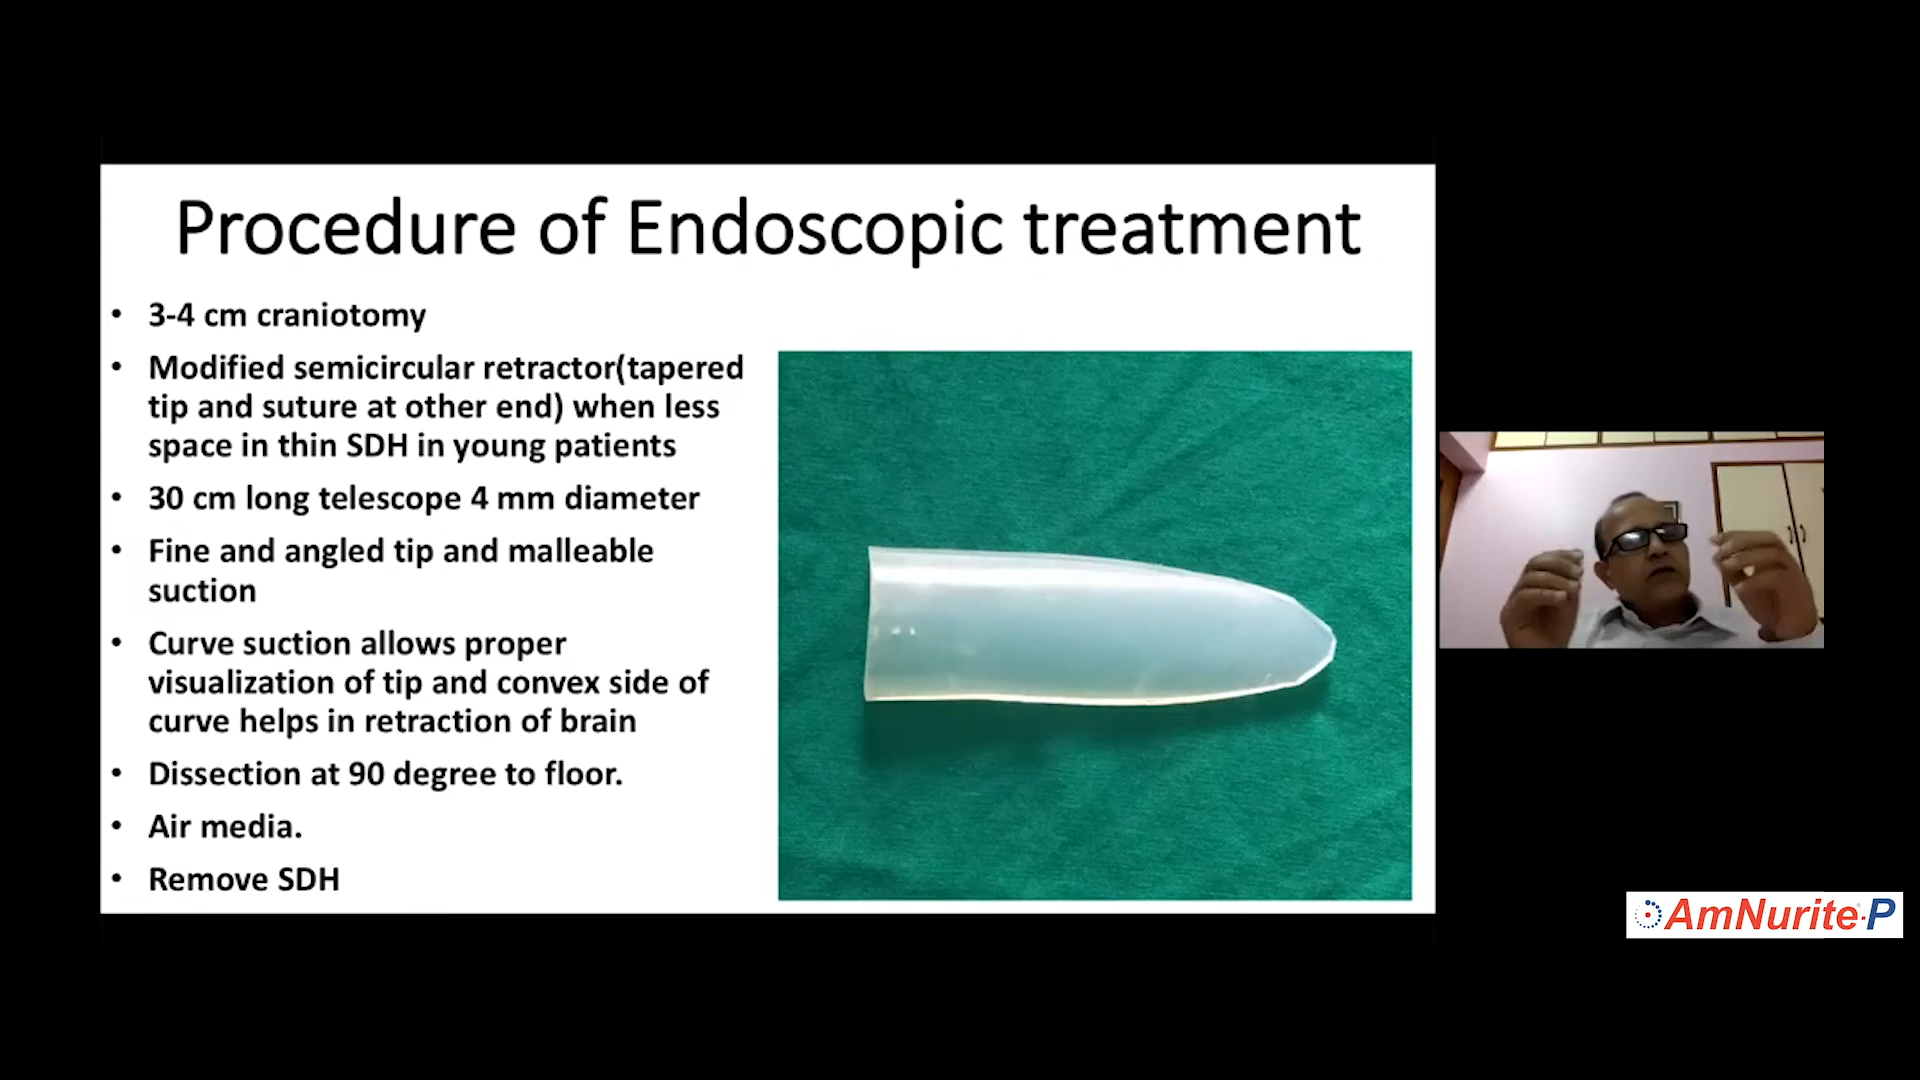 Procedure of Endoscopic treatment
• 3-4 cm craniotomy
• Modified semicircular retractor(tapered
tip and suture at other end) when less
space in thin SDH in young patients
• 30 cm long telescope 4 mm diameter
• Fine and angled tip and malleable
suction
• Curve suction allows proper
visualization of tip and convex side of
curve helps in retraction of brain
• Dissection at 90 degree to floor.
• Air media.
• Remove SDH
AmNurite-P